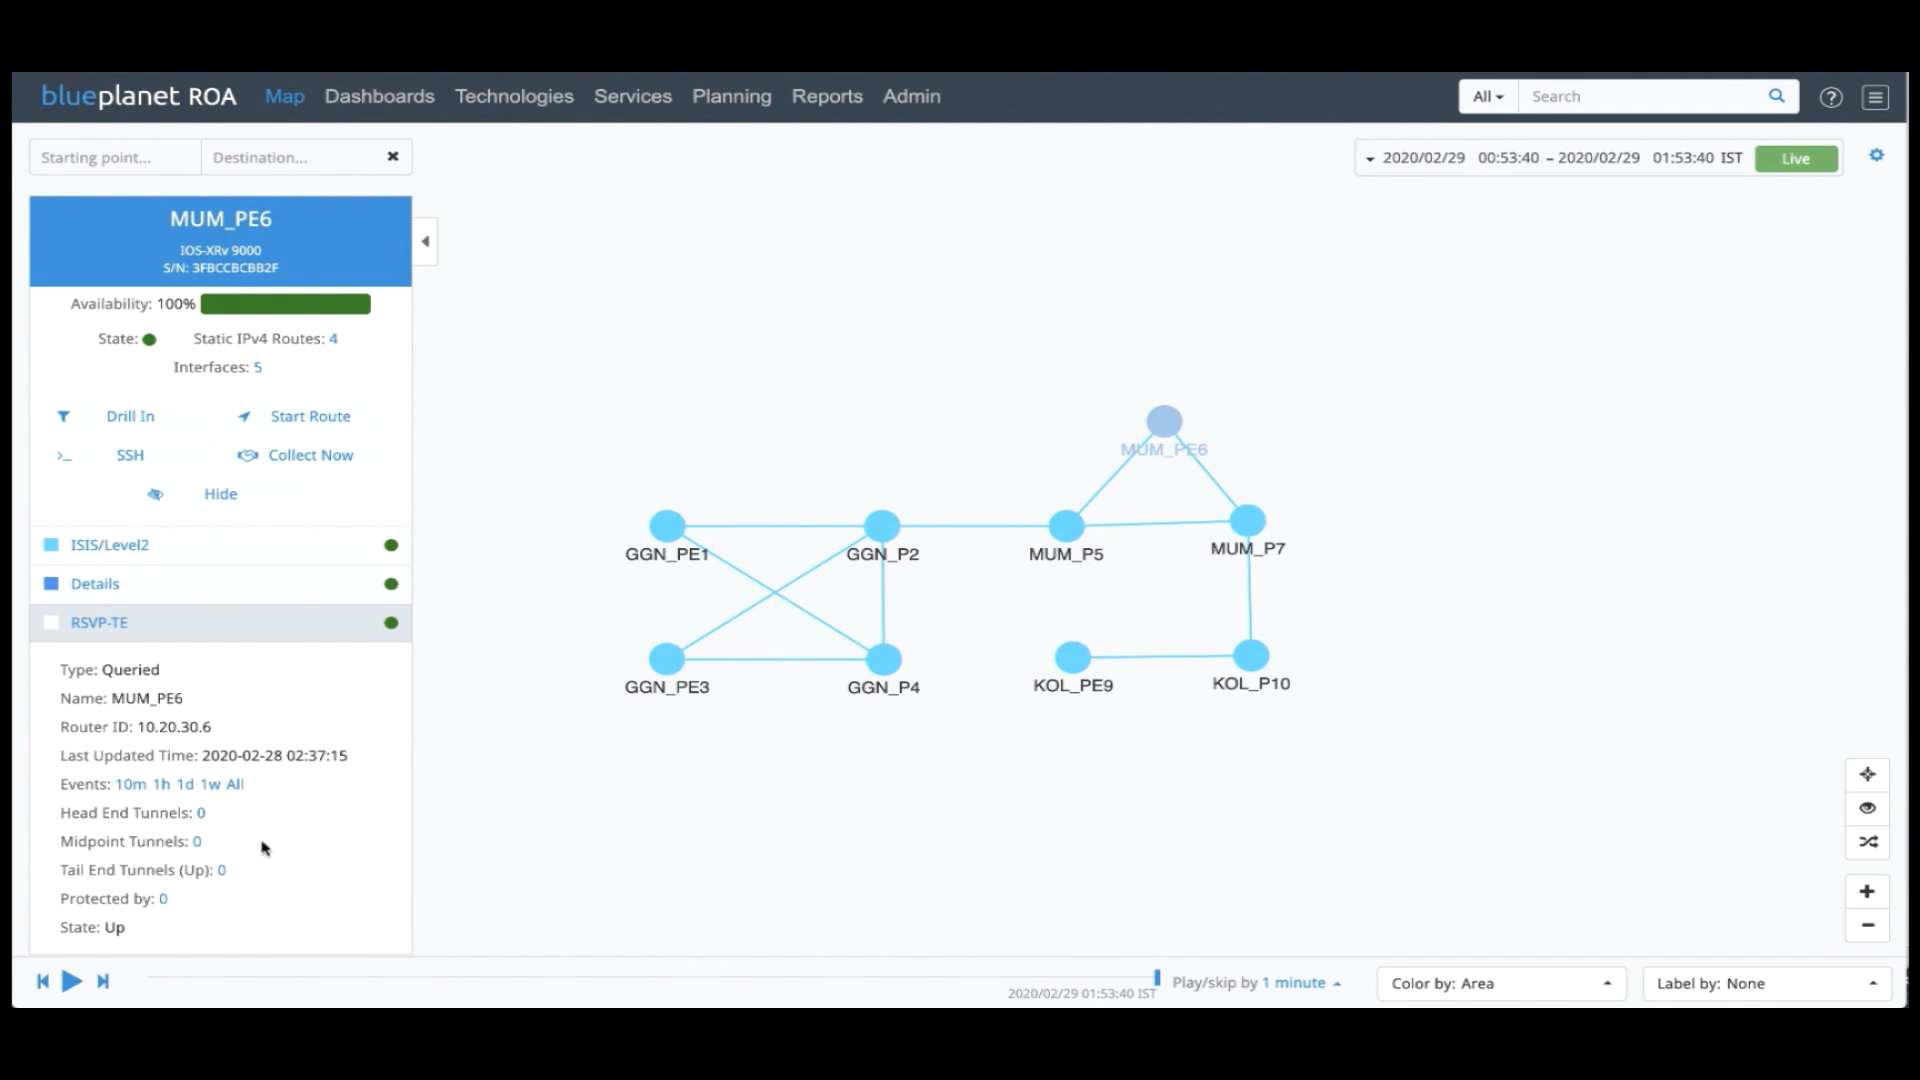 blueplanet ROA Map Dashboards Technologies Services Planning Reports Admin All Search ?
Starting point... Destination... 2020/02/29 00:53:40 – 2020/02/29 01:53:40 IST Live
MUM_PE6
IOS-XRv 9000
S/N: 3FBCCBCBB2F
Availability: 100%
State: Static IPv4 Routes: 4
Interfaces: 5
Drill In Start Route
SSH Collect Now
Hide
ISIS/Level2
Details
RSVP-TE
Type: Queried
Name: MUM_PE6
Router ID: 10.20.30.6
Last Updated Time: 2020-02-28 02:37:15
Events: 10m 1h 1d 1w All
Head End Tunnels: 0
Midpoint Tunnels: 0
Tail End Tunnels (Up): 0
Protected by: 0
State: Up
MUM_PE6
GGN_PE1 GGN_P2 MUM_P5 MUM_P7
GGN_PE3 GGN_P4 KOL_PE9 KOL_P10
2020/02/29 01:53:40 IST Play/skip by 1 minute Color by: Area Label by: None